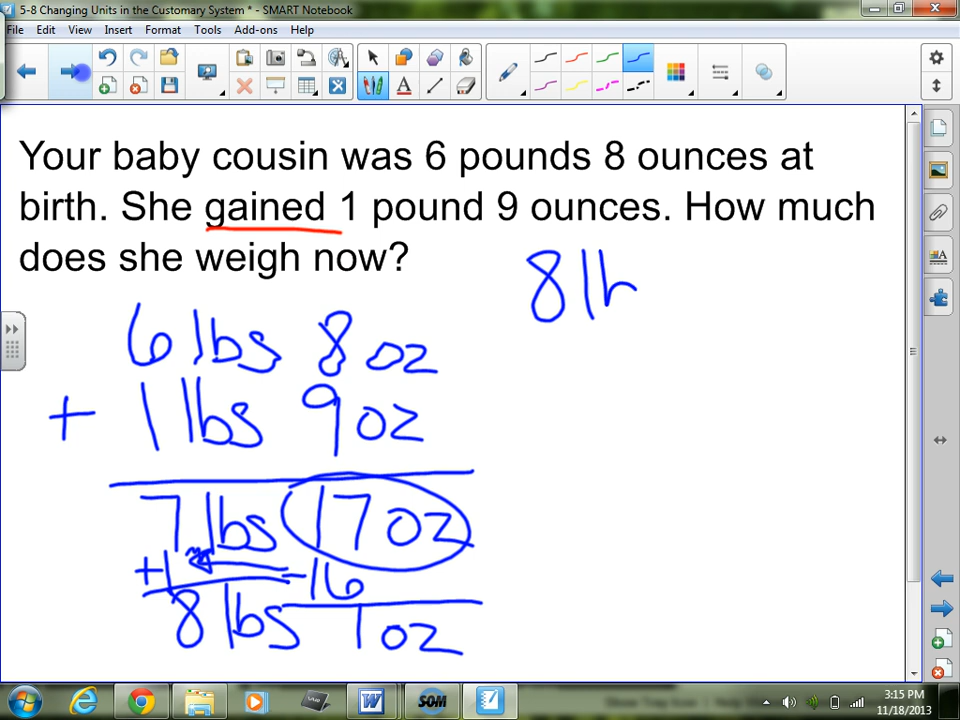 5-8 Changing Units in the Customary System * - SMART Notebook
File Edit View Insert Format Tools Add-ons Help
Your baby cousin was 6 pounds 8 ounces at
birth. She gained 1 pound 9 ounces. How much
does she weigh now?
8 lb
6 lbs 8 oz
+ 1 lbs 9 oz
7 lbs 17 oz
+1 -16
8 lbs 1 oz
3:15 PM
11/18/2013